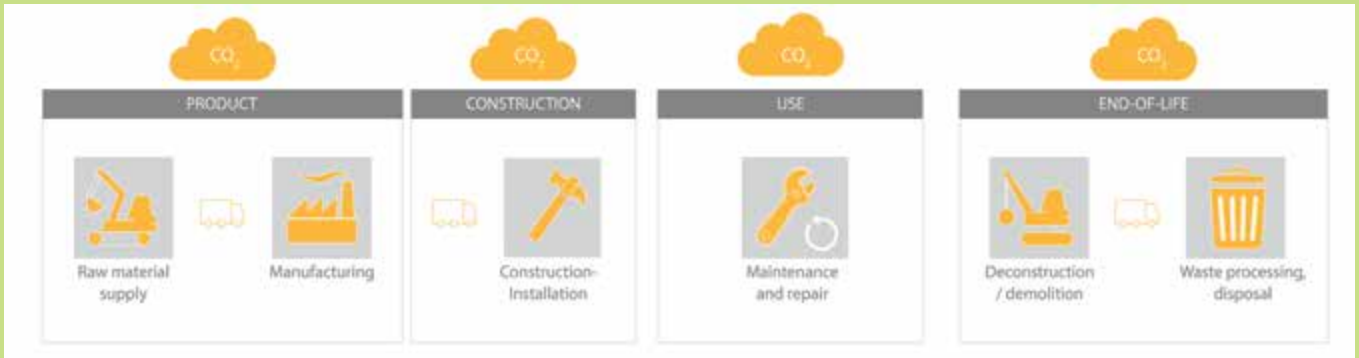 CO₂
CO₂
CO₂
CO₂
PRODUCT
CONSTRUCTION
USE
END-OF-LIFE
Raw material
supply
Manufacturing
Construction-
Installation
Maintenance
and repair
Deconstruction
/ demolition
Waste processing,
disposal